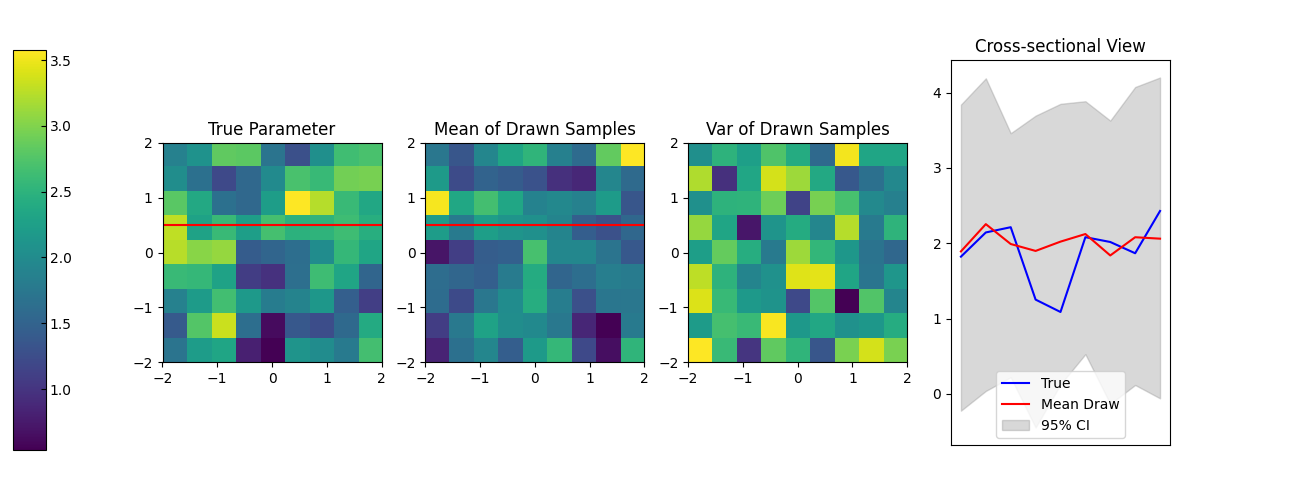 3.5
3.0
2.5
2.0
1.5
1.0
True Parameter
2
1
0
−1
−2
−2 −1 0 1 2
Mean of Drawn Samples
2
1
0
−1
−2
−2 −1 0 1 2
Var of Drawn Samples
2
1
0
−1
−2
−2 −1 0 1 2
Cross-sectional View
4
3
2
1
0
True
Mean Draw
95% CI